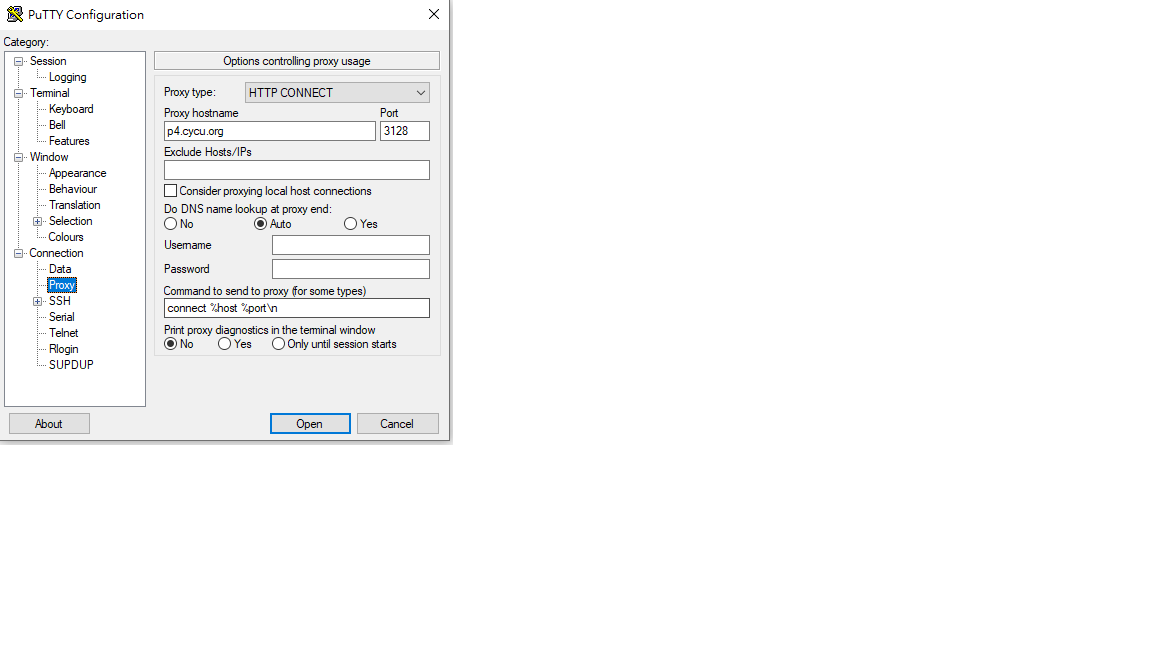 PuTTY Configuration
Category:
Session
Logging
Terminal
Keyboard
Bell
Features
Window
Appearance
Behaviour
Translation
Selection
Colours
Connection
Data
Proxy
SSH
Serial
Telnet
Rlogin
SUPDUP
Options controlling proxy usage
Proxy type: HTTP CONNECT
Proxy hostname Port
p4.cycu.org 3128
Exclude Hosts/IPs
Consider proxying local host connections
Do DNS name lookup at proxy end:
No Auto Yes
Username
Password
Command to send to proxy (for some types)
connect %host %port\n
Print proxy diagnostics in the terminal window
No Yes Only until session starts
About Open Cancel